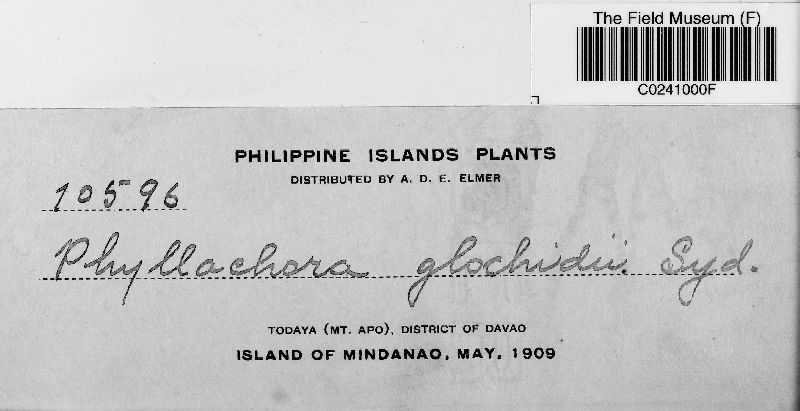 The Field Museum (F)
C0241000F
PHILIPPINE ISLANDS PLANTS
DISTRIBUTED BY A. D. E. ELMER
10596
Phyllachora glochidii Syd.
TODAYA (MT. APO), DISTRICT OF DAVAO
ISLAND OF MINDANAO, MAY, 1909